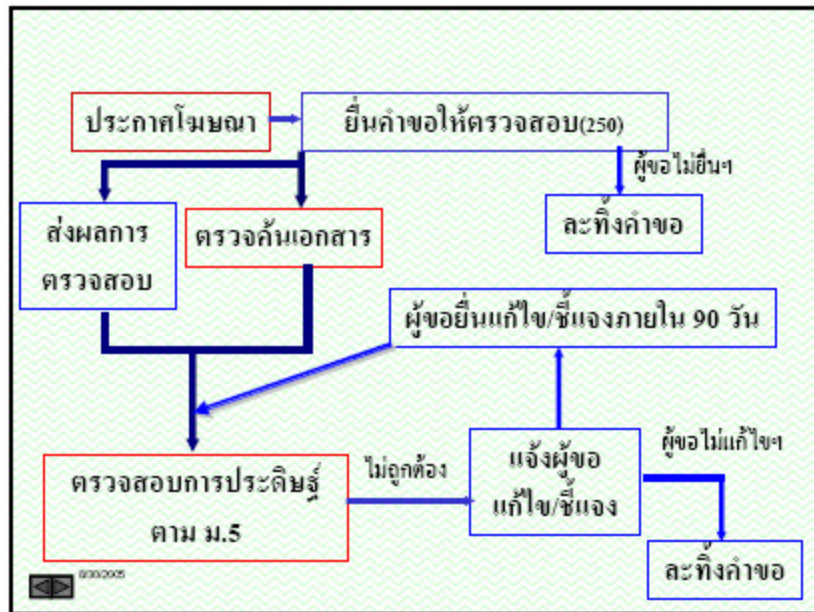 ประกาศโฆษณา
ยื่นคำขอให้ตรวจสอบ(250)
ผู้ขอไม่ยื่นฯ
ละทิ้งคำขอ
ส่งผลการ
ตรวจสอบ
ตรวจค้นเอกสาร
ผู้ขอยื่นแก้ไข/ชี้แจงภายใน 90 วัน
ตรวจสอบการประดิษฐ์
ตาม ม.5
ไม่ถูกต้อง
แจ้งผู้ขอ
แก้ไข/ชี้แจง
ผู้ขอไม่แก้ไขฯ
ละทิ้งคำขอ